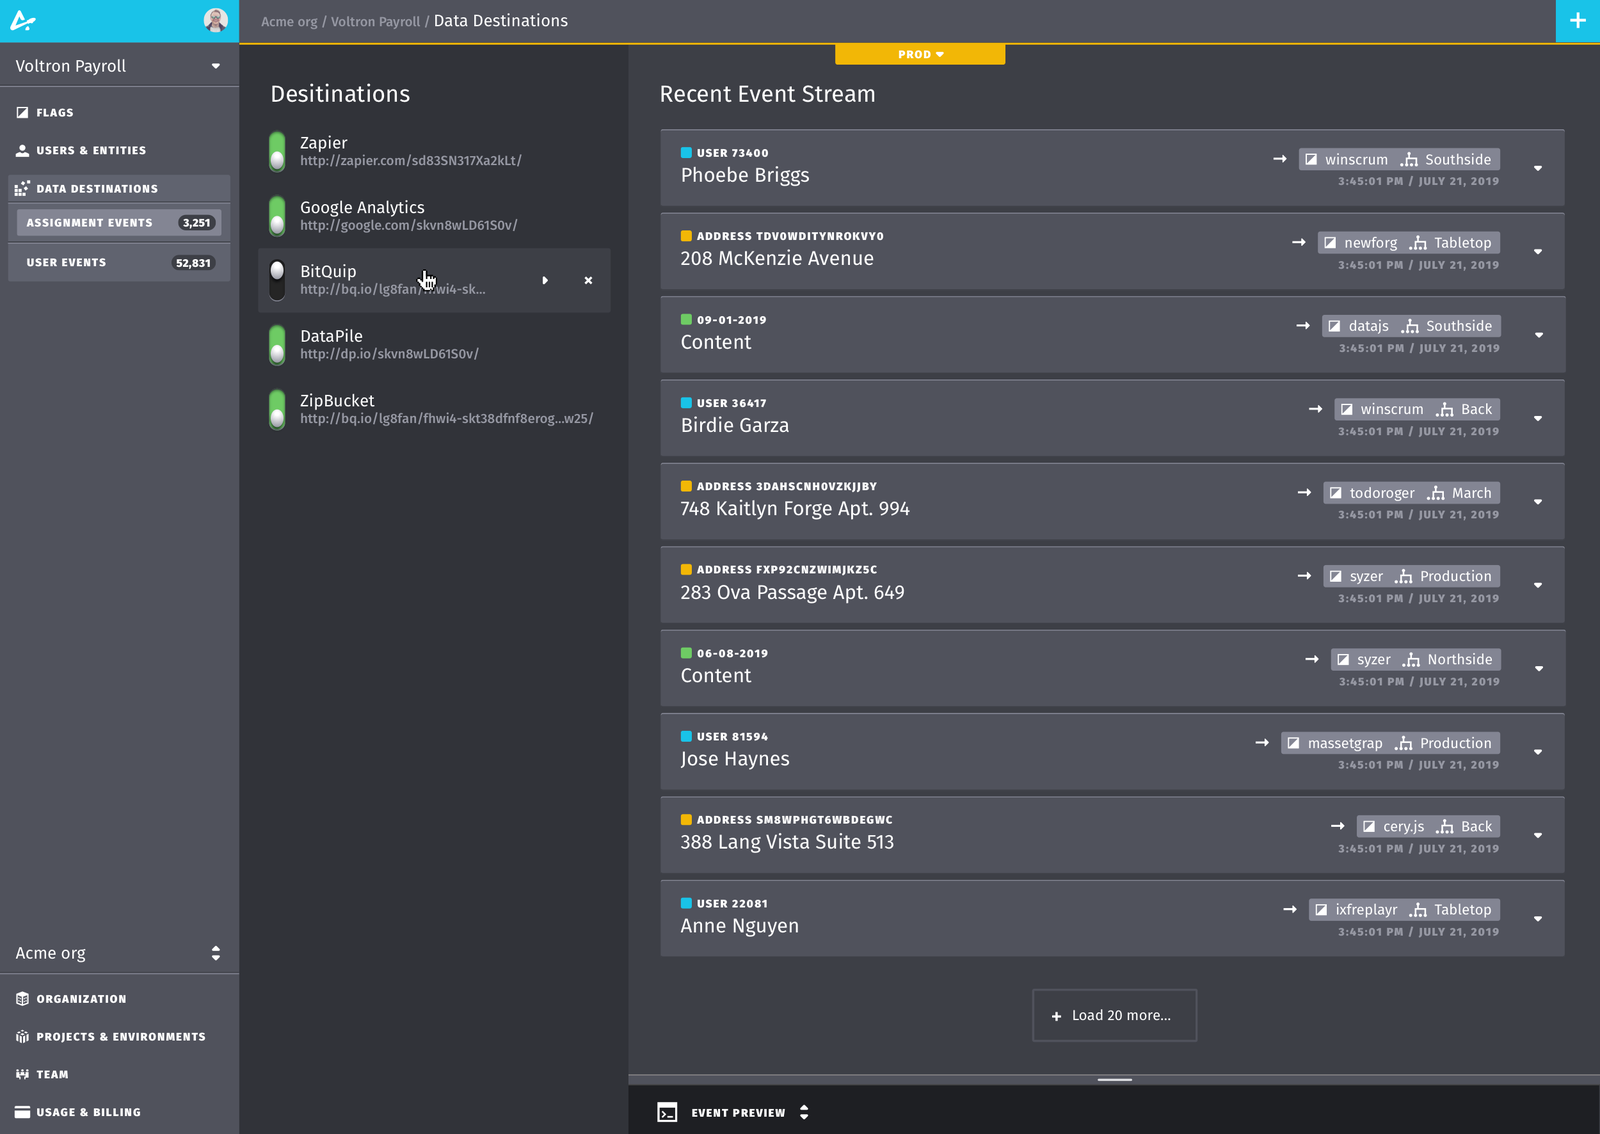 Acme org / Voltron Payroll / Data Destinations
Voltron Payroll
FLAGS
USERS & ENTITIES
DATA DESTINATIONS
ASSIGNMENT EVENTS 3,251
USER EVENTS 52,831
Acme org
ORGANIZATION
PROJECTS & ENVIRONMENTS
TEAM
USAGE & BILLING
Desitinations
Zapier
http://zapier.com/sd83SN317Xa2kLt/
Google Analytics
http://google.com/skvn8wLD61S0v/
BitQuip
http://bq.io/lg8fan/fhwi4-sk...
DataPile
http://dp.io/skvn8wLD61S0v/
ZipBucket
http://bq.io/lg8fan/fhwi4-skt38dfnf8erog...w25/
PROD
Recent Event Stream
USER 73400
Phoebe Briggs
winscrum Southside
3:45:01 PM / JULY 21, 2019
ADDRESS TDV0WDITYNROKVY0
208 McKenzie Avenue
newforg Tabletop
3:45:01 PM / JULY 21, 2019
09-01-2019
Content
datajs Southside
3:45:01 PM / JULY 21, 2019
USER 36417
Birdie Garza
winscrum Back
3:45:01 PM / JULY 21, 2019
ADDRESS 3DAHSCNH0VZKJJBY
748 Kaitlyn Forge Apt. 994
todoroger March
3:45:01 PM / JULY 21, 2019
ADDRESS FXP92CNZWIMJKZ5C
283 Ova Passage Apt. 649
syzer Production
3:45:01 PM / JULY 21, 2019
06-08-2019
Content
syzer Northside
3:45:01 PM / JULY 21, 2019
USER 81594
Jose Haynes
massetgrap Production
3:45:01 PM / JULY 21, 2019
ADDRESS SM8WPHGT6WBDEGWC
388 Lang Vista Suite 513
cery.js Back
3:45:01 PM / JULY 21, 2019
USER 22081
Anne Nguyen
ixfreplayr Tabletop
3:45:01 PM / JULY 21, 2019
+ Load 20 more...
EVENT PREVIEW